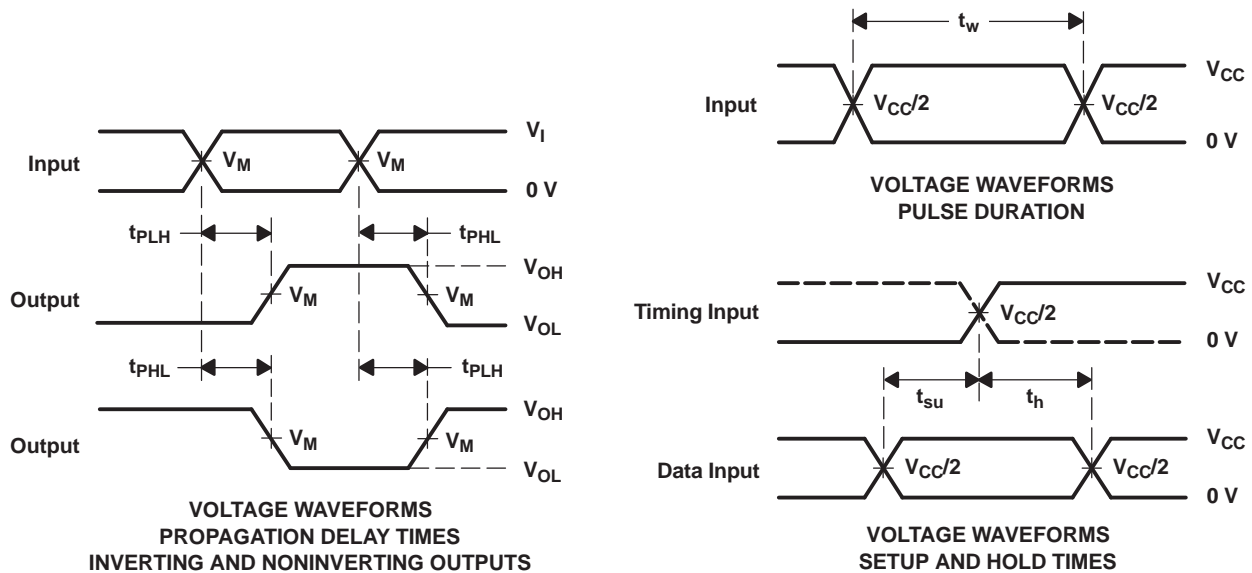 Input
V_I
V_M
V_M
0 V
t_PLH
t_PHL
Output
V_OH
V_M
V_M
V_OL
t_PHL
t_PLH
Output
V_OH
V_M
V_M
V_OL
VOLTAGE WAVEFORMS
PROPAGATION DELAY TIMES
INVERTING AND NONINVERTING OUTPUTS
t_w
Input
V_CC
V_CC/2
V_CC/2
0 V
VOLTAGE WAVEFORMS
PULSE DURATION
Timing Input
V_CC
V_CC/2
0 V
t_su
t_h
Data Input
V_CC
V_CC/2
V_CC/2
0 V
VOLTAGE WAVEFORMS
SETUP AND HOLD TIMES